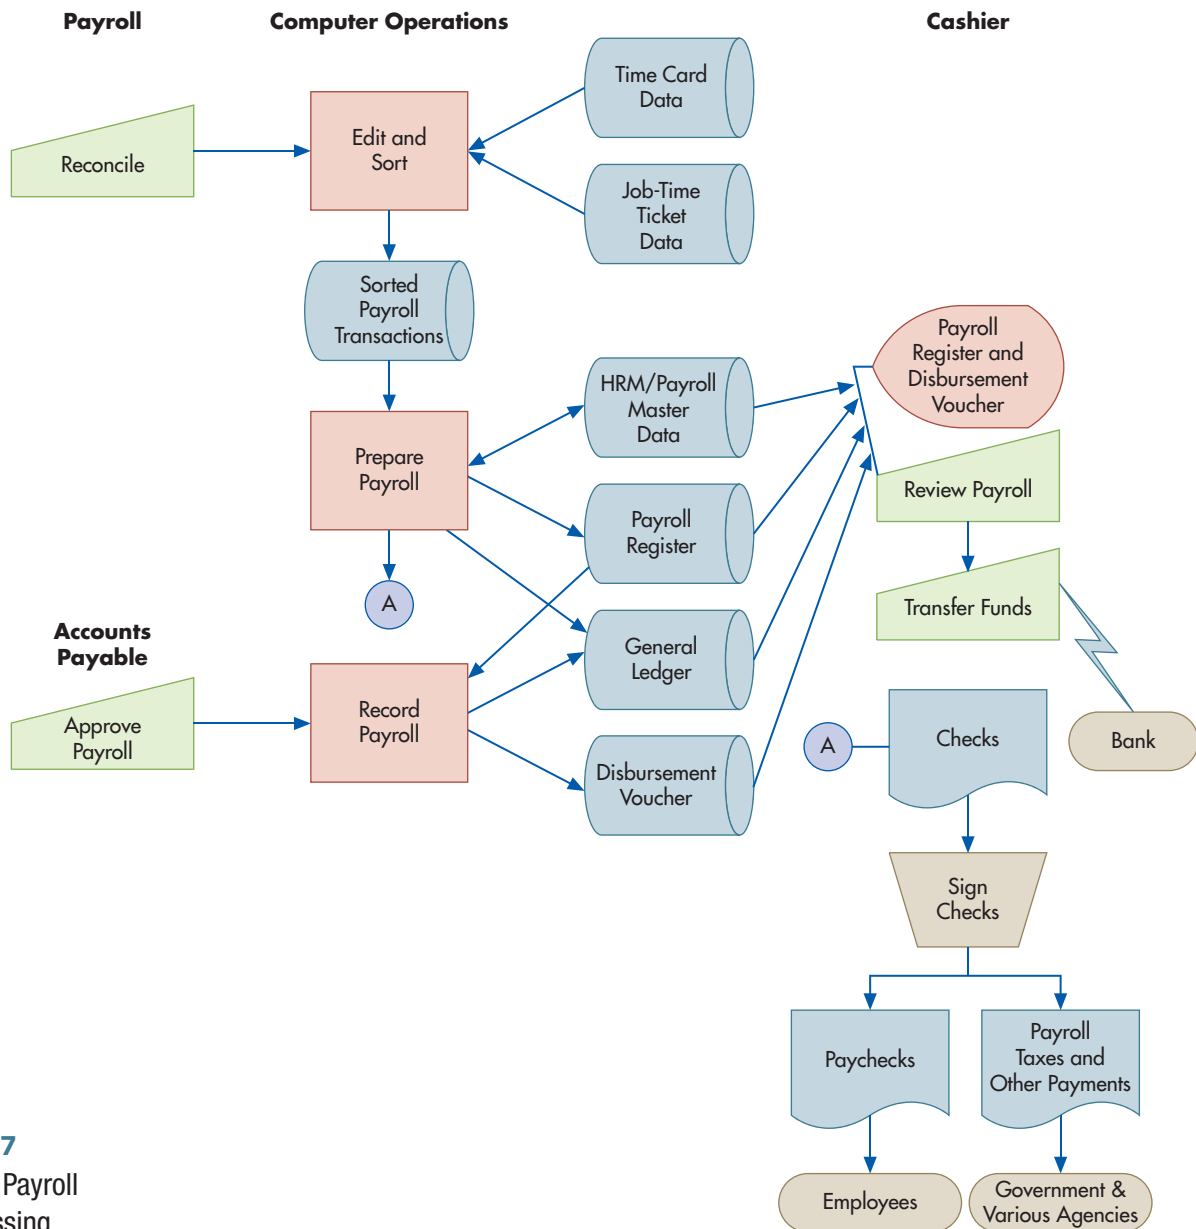 Payroll
Computer Operations
Cashier
Reconcile
Edit and
Sort
Time Card
Data
Job-Time
Ticket
Data
Sorted
Payroll
Transactions
Prepare
Payroll
HRM/Payroll
Master
Data
Payroll
Register
A
General
Ledger
Disbursement
Voucher
Accounts
Payable
Approve
Payroll
Record
Payroll
Payroll
Register and
Disbursement
Voucher
Review Payroll
Transfer Funds
Bank
A
Checks
Sign
Checks
Paychecks
Payroll
Taxes and
Other Payments
Employees
Government &
Various Agencies
7
Payroll
ssing